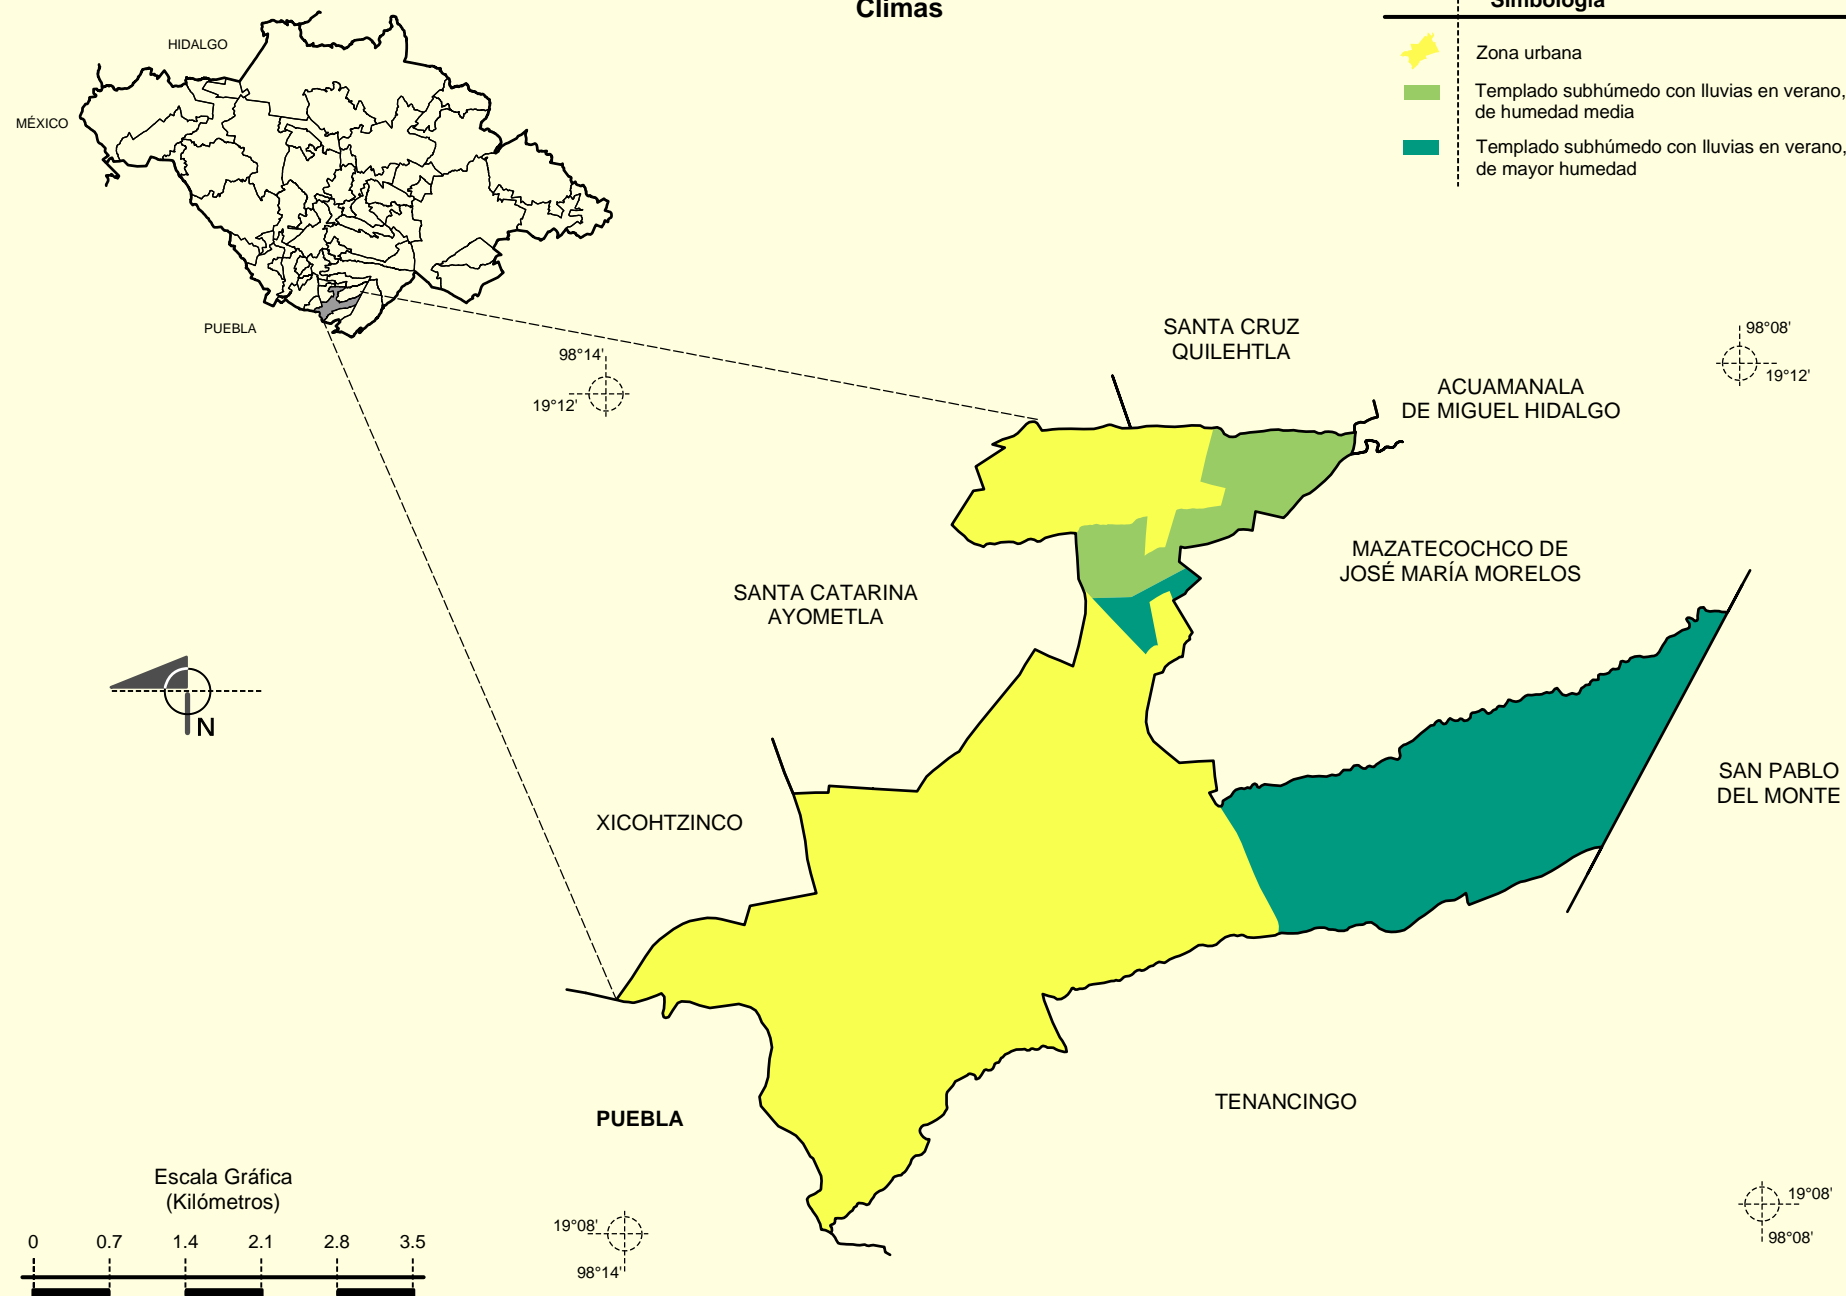 Climas
Simbología
Zona urbana
Templado subhúmedo con lluvias en verano,
de humedad media
Templado subhúmedo con lluvias en verano,
de mayor humedad
HIDALGO
MÉXICO
PUEBLA
98°14'
19°12'
98°08'
19°12'
SANTA CRUZ
QUILEHTLA
ACUAMANALA
DE MIGUEL HIDALGO
MAZATECOCHCO DE
JOSÉ MARÍA MORELOS
SANTA CATARINA
AYOMETLA
N
XICOHTZINCO
SAN PABLO
DEL MONTE
PUEBLA
TENANCINGO
Escala Gráfica
(Kilómetros)
0 0.7 1.4 2.1 2.8 3.5
19°08'
98°14'
19°08'
98°08'